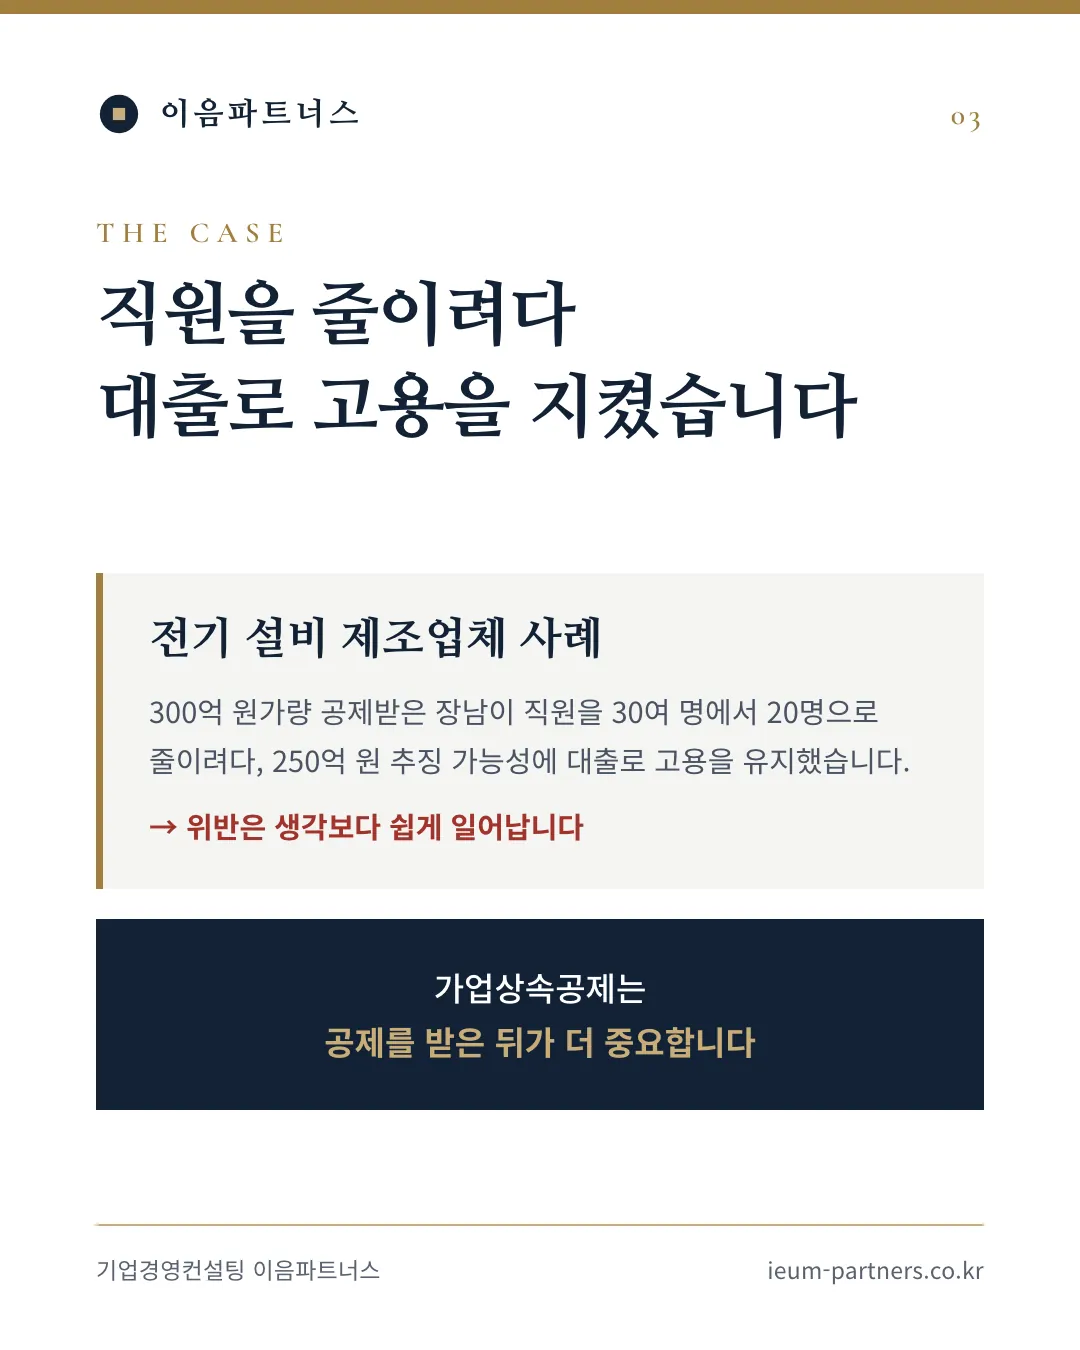 이음파트너스
03
THE CASE
직원을 줄이려다
대출로 고용을 지켰습니다
전기 설비 제조업체 사례
300억 원가량 공제받은 장남이 직원을 30여 명에서 20명으로
줄이려다, 250억 원 추징 가능성에 대출로 고용을 유지했습니다.
→ 위반은 생각보다 쉽게 일어납니다
가업상속공제는
공제를 받은 뒤가 더 중요합니다
기업경영컨설팅 이음파트너스
ieum-partners.co.kr